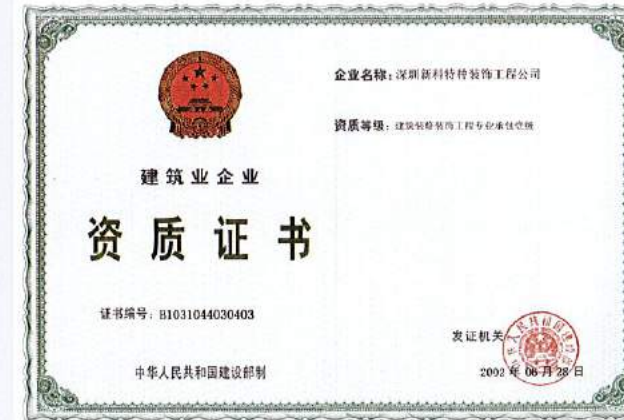 建筑业企业
资质证书
证书编号：B1031044030403
中华人民共和国建设部制
企业名称：深圳新科特种装饰工程公司
资质等级：建筑装修装饰工程专业承包壹级
发证机关
2002 年 06 月 28 日